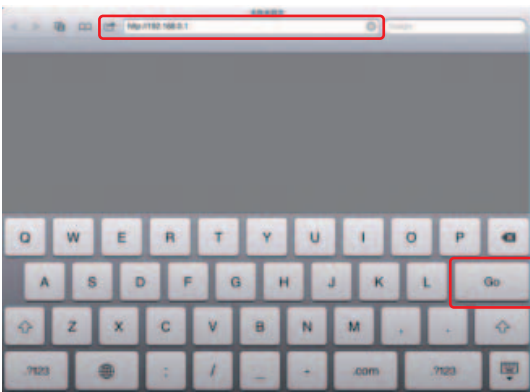 http://192.168.0.1
Q W E R T Y U I O P
A S D F G H J K L Go
Z X C V B N M , .
.?123 : / _ - .com .?123